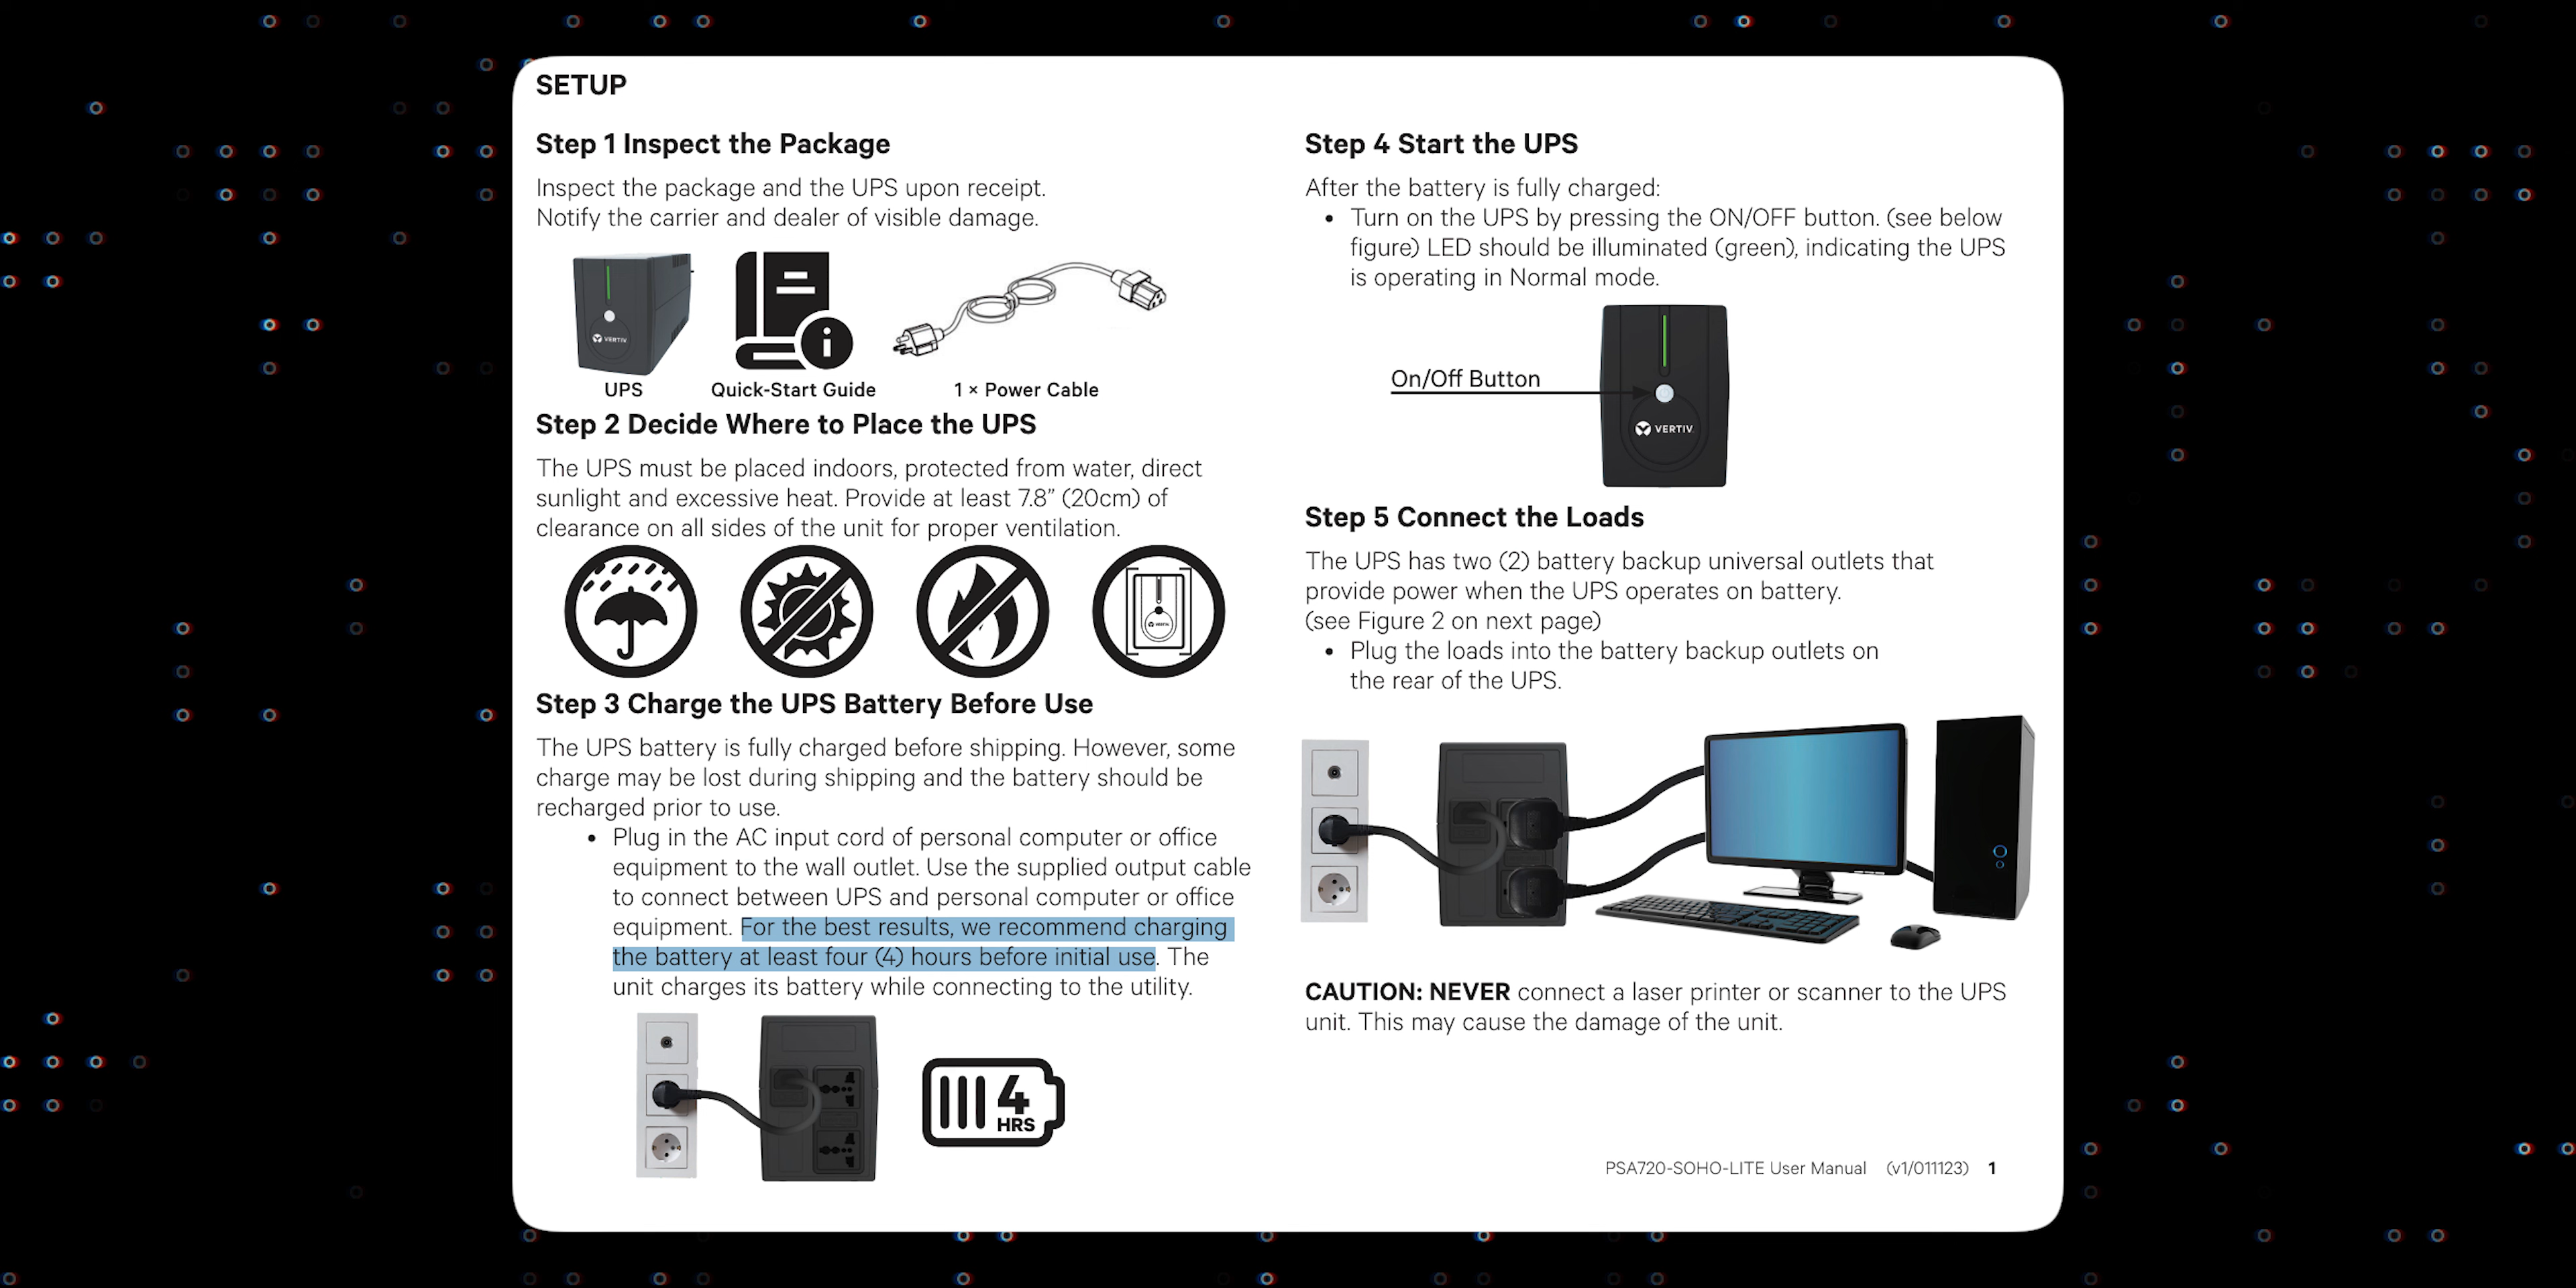 SETUP
Step 1 Inspect the Package
Inspect the package and the UPS upon receipt.
Notify the carrier and dealer of visible damage.
VERTIV
UPS
Quick-Start Guide
1 × Power Cable
Step 2 Decide Where to Place the UPS
The UPS must be placed indoors, protected from water, direct
sunlight and excessive heat. Provide at least 7.8” (20cm) of
clearance on all sides of the unit for proper ventilation.
VERTIV
Step 3 Charge the UPS Battery Before Use
The UPS battery is fully charged before shipping. However, some
charge may be lost during shipping and the battery should be
recharged prior to use.
• Plug in the AC input cord of personal computer or office
equipment to the wall outlet. Use the supplied output cable
to connect between UPS and personal computer or office
equipment. For the best results, we recommend charging
the battery at least four (4) hours before initial use. The
unit charges its battery while connecting to the utility.
4
HRS
Step 4 Start the UPS
After the battery is fully charged:
• Turn on the UPS by pressing the ON/OFF button. (see below
figure) LED should be illuminated (green), indicating the UPS
is operating in Normal mode.
On/Off Button
VERTIV
Step 5 Connect the Loads
The UPS has two (2) battery backup universal outlets that
provide power when the UPS operates on battery.
(see Figure 2 on next page)
• Plug the loads into the battery backup outlets on
the rear of the UPS.
CAUTION: NEVER connect a laser printer or scanner to the UPS
unit. This may cause the damage of the unit.
PSA720-SOHO-LITE User Manual (v1/011123) 1